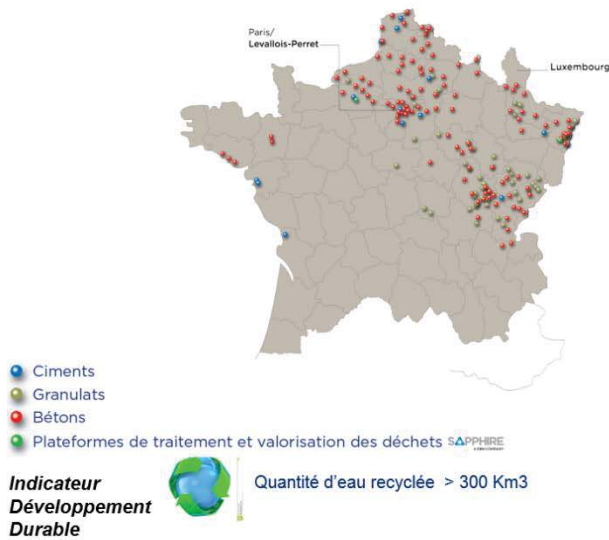 Paris/
Levallois-Perret
Luxembourg
Ciments
Granulats
Bétons
Plateformes de traitement et valorisation des déchets SAPPHIRE
Indicateur
Développement
Durable
Quantité d'eau recyclée > 300 Km3